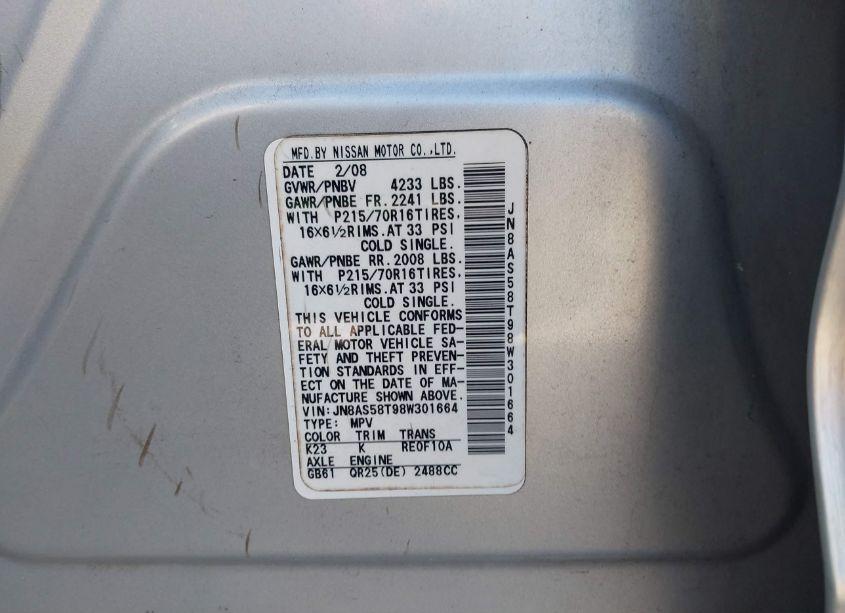 MFD.BY NISSAN MOTOR CO.,LTD.
DATE 2/08
GVWR/PNBV 4233 LBS.
GAWR/PNBE FR.2241 LBS.
WITH P215/70R16TIRES,
16X6½RIMS.AT 33 PSI
COLD SINGLE.
GAWR/PNBE RR.2008 LBS.
WITH P215/70R16TIRES,
16X6½RIMS.AT 33 PSI
COLD SINGLE.
THIS VEHICLE CONFORMS
TO ALL APPLICABLE FED-
ERAL MOTOR VEHICLE SA-
FETY AND THEFT PREVEN-
TION STANDARDS IN EFF-
ECT ON THE DATE OF MA-
NUFACTURE SHOWN ABOVE.
VIN:JN8AS58T98W301664
TYPE: MPV
COLOR TRIM TRANS
K23 K RE0F10A
AXLE ENGINE
GB61 QR25(DE) 2488CC
JN8AS58T98W301664